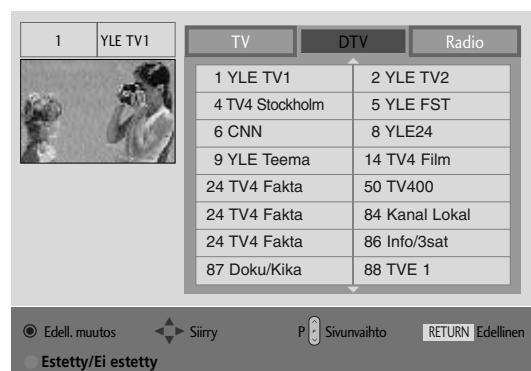 1 YLE TV1
TV DTV Radio
1 YLE TV1 2 YLE TV2
4 TV4 Stockholm 5 YLE FST
6 CNN 8 YLE24
9 YLE Teema 14 TV4 Film
24 TV4 Fakta 50 TV400
24 TV4 Fakta 84 Kanal Lokal
24 TV4 Fakta 86 Info/3sat
87 Doku/Kika 88 TVE 1
Edell. muutos Siirry P Sivunvaihto RETURN Edellinen
Estetty/Ei estetty